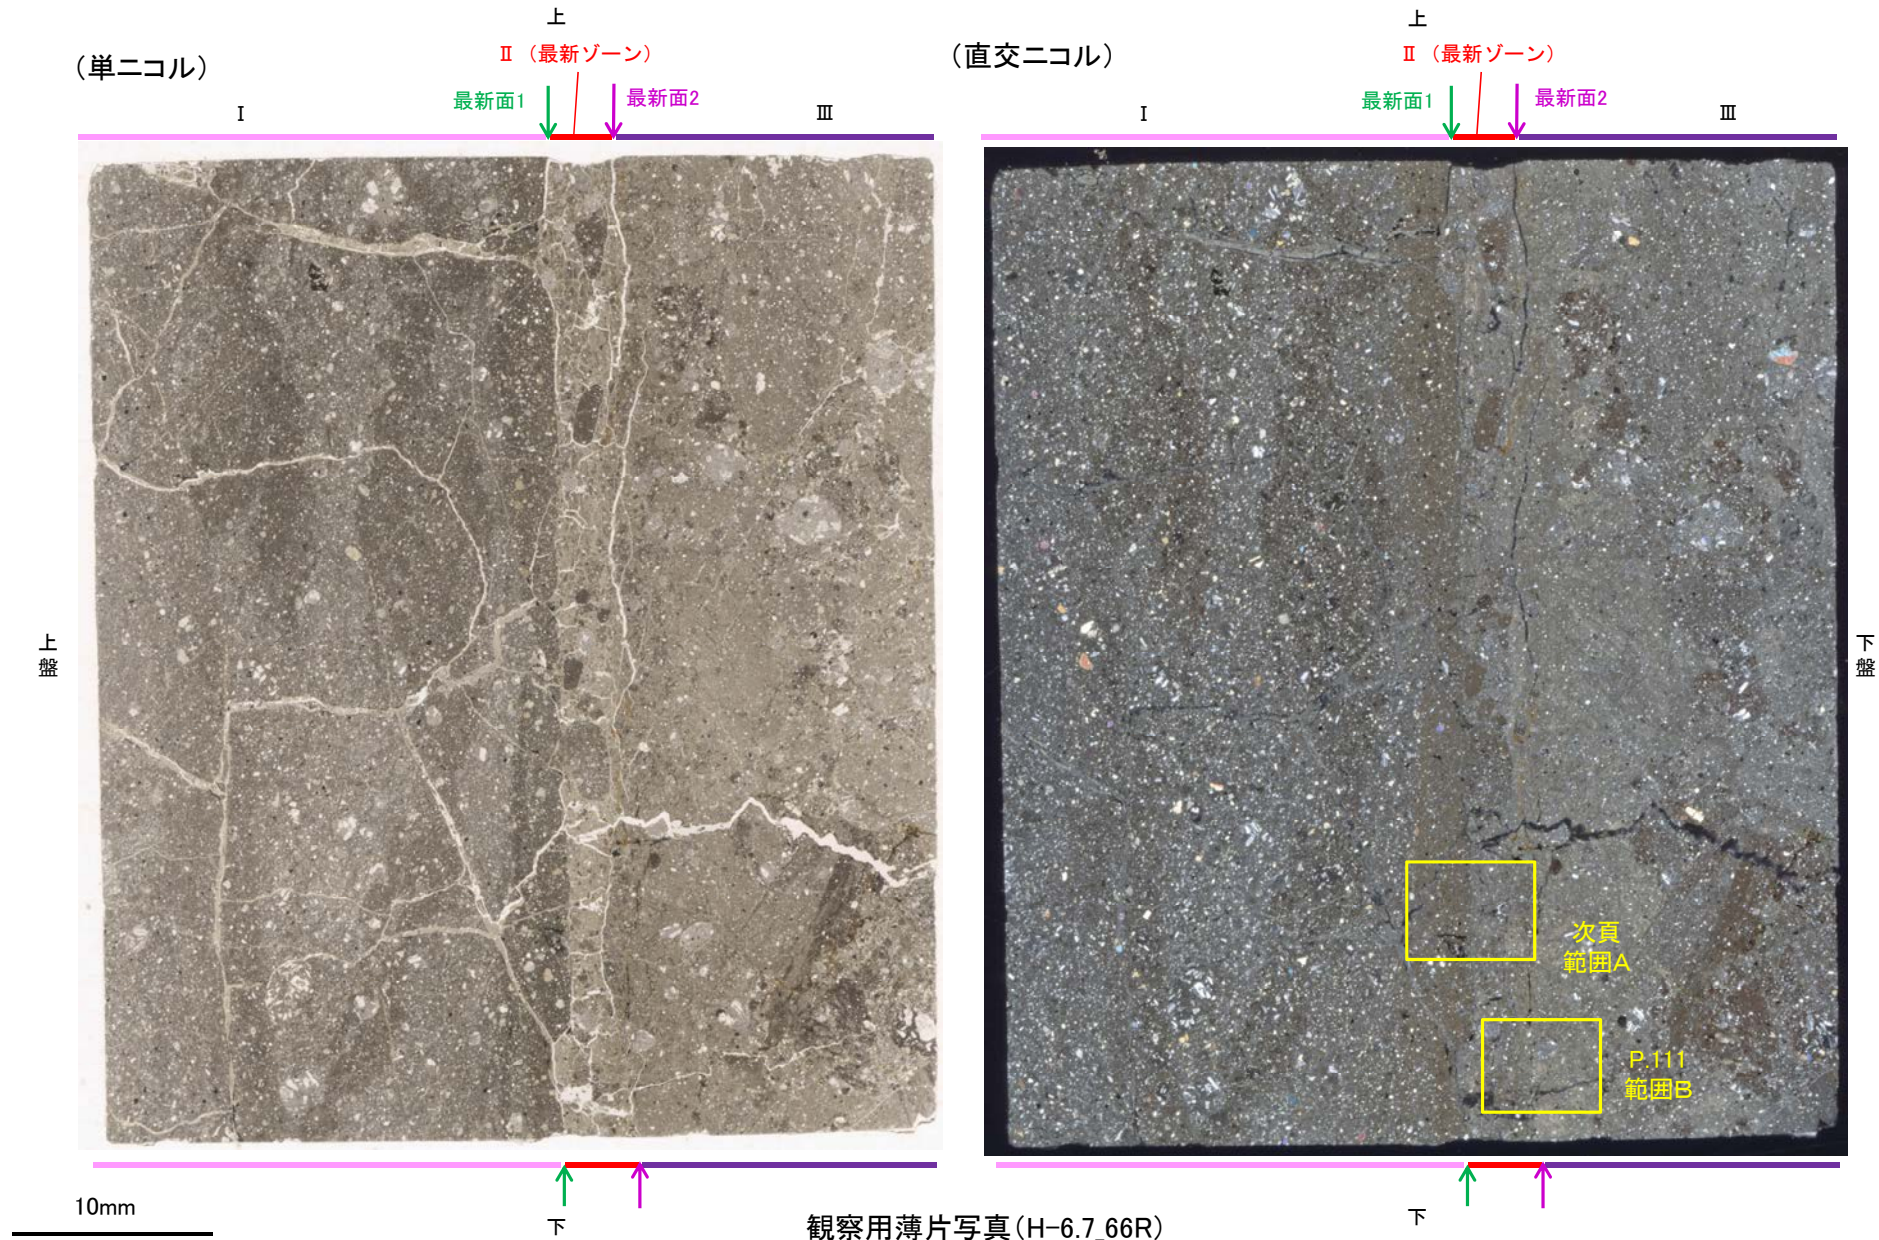 上
(単ニコル)
Ⅱ（最新ゾーン）
最新面1
最新面2
Ⅰ
Ⅲ
上
(直交ニコル)
Ⅱ（最新ゾーン）
最新面1
最新面2
Ⅰ
Ⅲ
上
盤
下
盤
次頁
範囲A
P.111
範囲B
10mm
下
下
観察用薄片写真(H-6.7_66R)